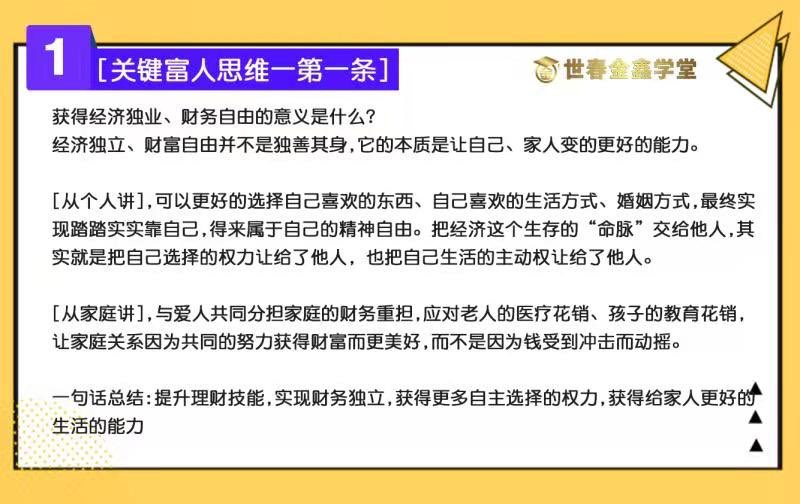 1
[关键富人思维一第一条]
世春金鑫学堂
获得经济独业、财务自由的意义是什么?
经济独立、财富自由并不是独善其身,它的本质是让自己、家人变的更好的能力。
[从个人讲],可以更好的选择自己喜欢的东西、自己喜欢的生活方式、婚姻方式,最终实
现踏踏实实靠自己,得来属于自己的精神自由。把经济这个生存的“命脉”交给他人,其
实就是把自己选择的权力让给了他人，也把自己生活的主动权让给了他人。
[从家庭讲],与爱人共同分担家庭的财务重担,应对老人的医疗花销、孩子的教育花销,
让家庭关系因为共同的努力获得财富而更美好,而不是因为钱受到冲击而动摇。
一句话总结:提升理财技能,实现财务独立,获得更多自主选择的权力,获得给家人更好的
生活的能力